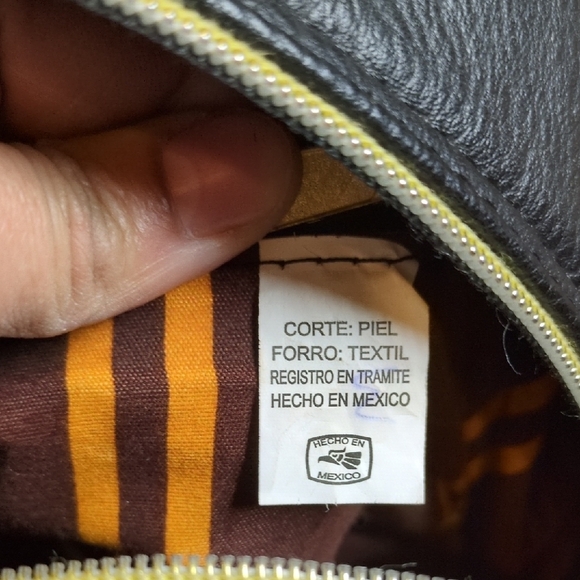 CORTE: PIEL
FORRO: TEXTIL
REGISTRO EN TRAMITE
HECHO EN MEXICO
HECHO EN
MEXICO